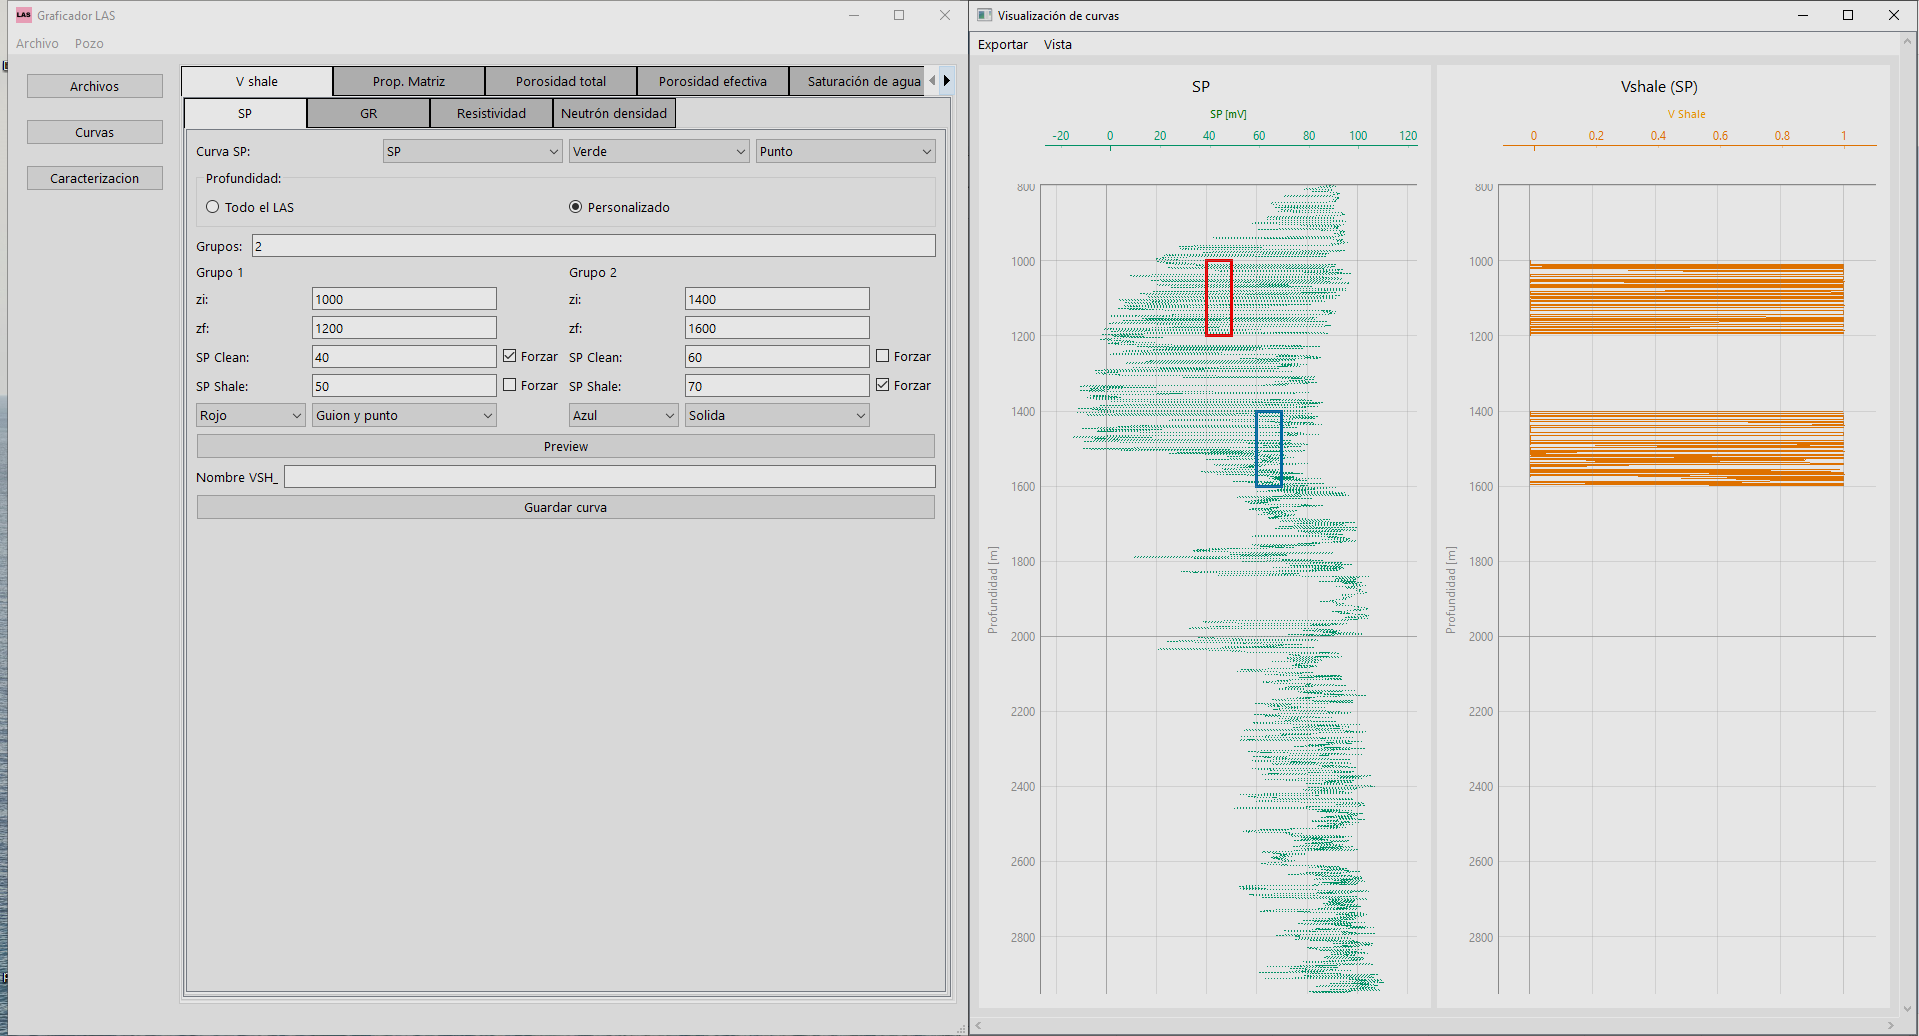 LAS Graficador LAS
Archivo Pozo
Archivos
Curvas
Caracterizacion
V shale Prop. Matriz Porosidad total Porosidad efectiva Saturación de agua
SP GR Resistividad Neutrón densidad
Curva SP: SP Verde Punto
Profundidad:
Todo el LAS Personalizado
Grupos: 2
Grupo 1 Grupo 2
zi: 1000 zi: 1400
zf: 1200 zf: 1600
SP Clean: 40 Forzar SP Clean: 60 Forzar
SP Shale: 50 Forzar SP Shale: 70 Forzar
Rojo Guion y punto Azul Solida
Preview
Nombre VSH_
Guardar curva
Visualización de curvas
Exportar Vista
SP
SP [mV]
-20 0 20 40 60 80 100 120
800
1000
1200
1400
1600
1800
2000
2200
2400
2600
2800
Profundidad [m]
Vshale (SP)
V Shale
0 0.2 0.4 0.6 0.8 1
800
1000
1200
1400
1600
1800
2000
2200
2400
2600
2800
Profundidad [m]